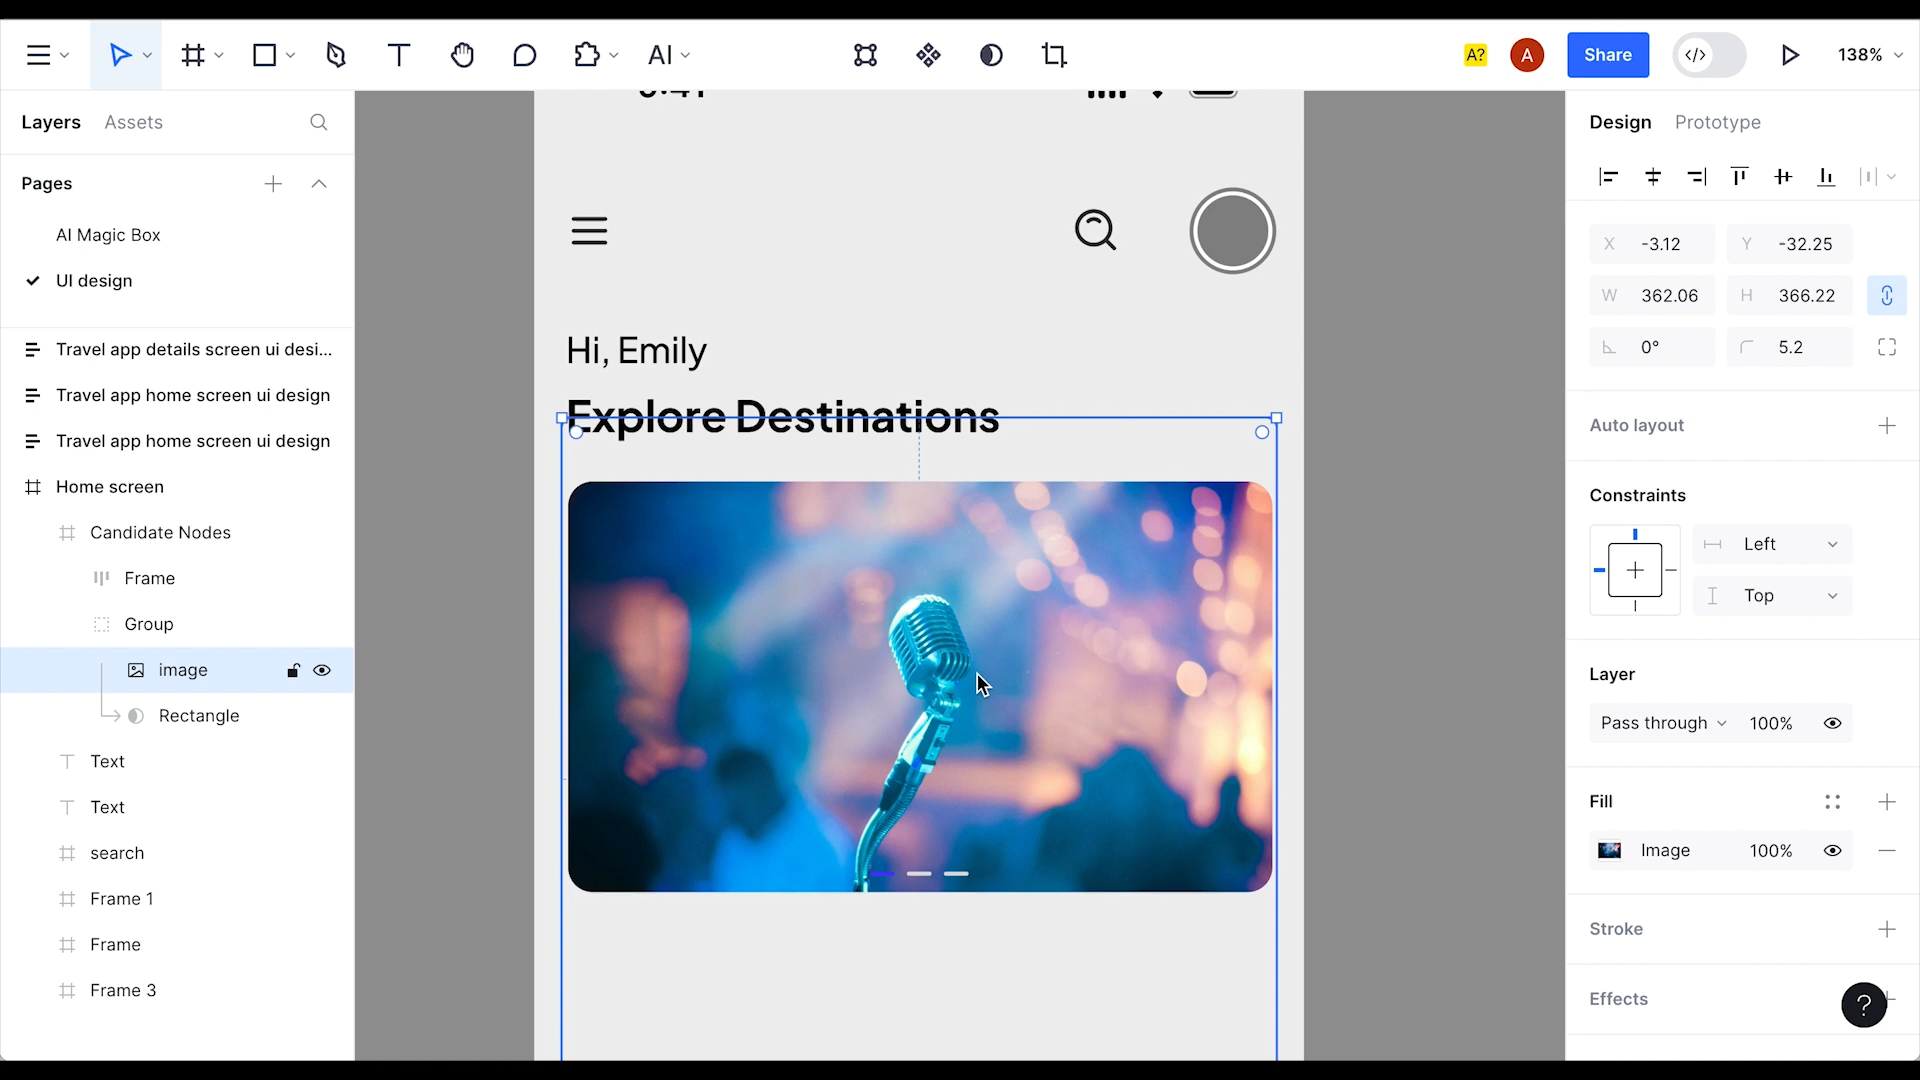 AI
A?
A
Share
</>
138%
Layers
Assets
Pages
AI Magic Box
UI design
Travel app details screen ui desi...
Travel app home screen ui design
Travel app home screen ui design
Home screen
Candidate Nodes
Frame
Group
image
Rectangle
Text
Text
search
Frame 1
Frame
Frame 3
Hi, Emily
Explore Destinations
Design
Prototype
X -3.12
Y -32.25
W 362.06
H 366.22
0°
5.2
Auto layout
Constraints
Left
Top
Layer
Pass through 100%
Fill
Image 100%
Stroke
Effects
?